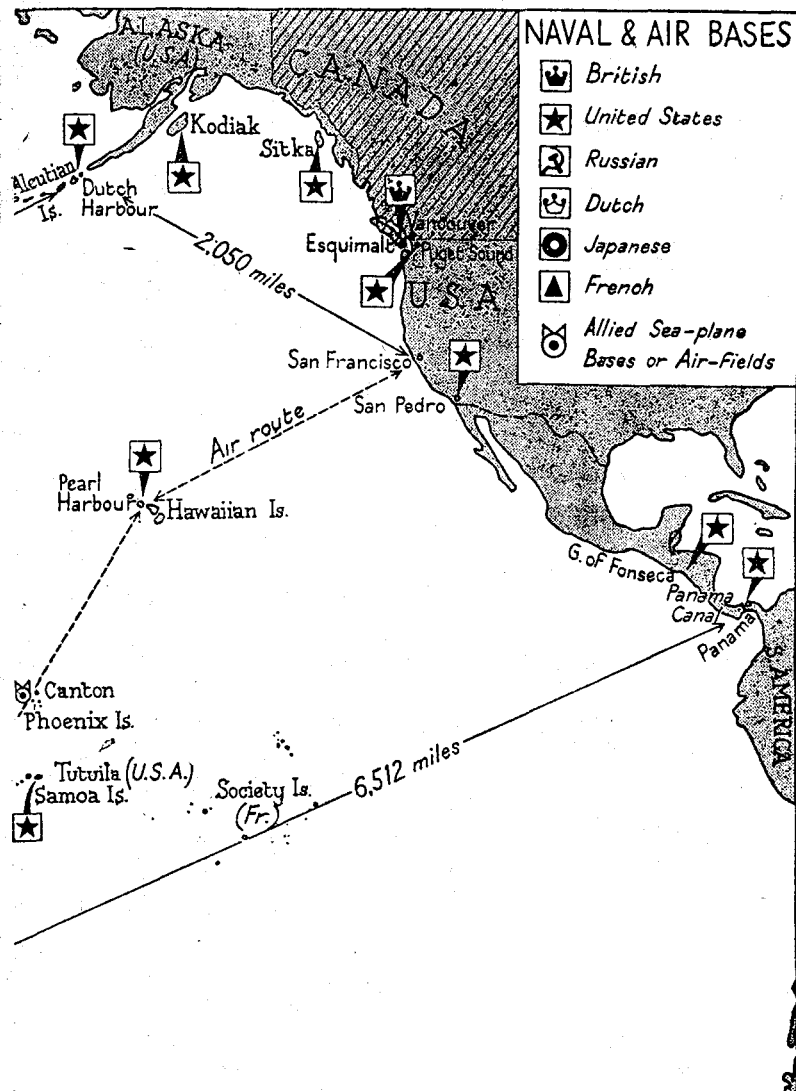 NAVAL & AIR BASES
British
United States
Russian
Dutch
Japanese
French
Allied Sea-plane
Bases or Air-Fields
ALASKA
(U.S.A)
CANADA
Kodiak
Sitka
Aleutian
Is.
Dutch
Harbour
Vancouver
Esquimalt
Puget Sound
2.050 miles
U.S.A
San Francisco
San Pedro
Air route
Pearl
Harbour
Hawaiian Is.
G. of Fonseca
Panama
Canal
Panama
S. AMERICA
Canton
Phoenix Is.
Tutuila (U.S.A.)
Samoa Is.
Society Is.
(Fr.)
6,512 miles